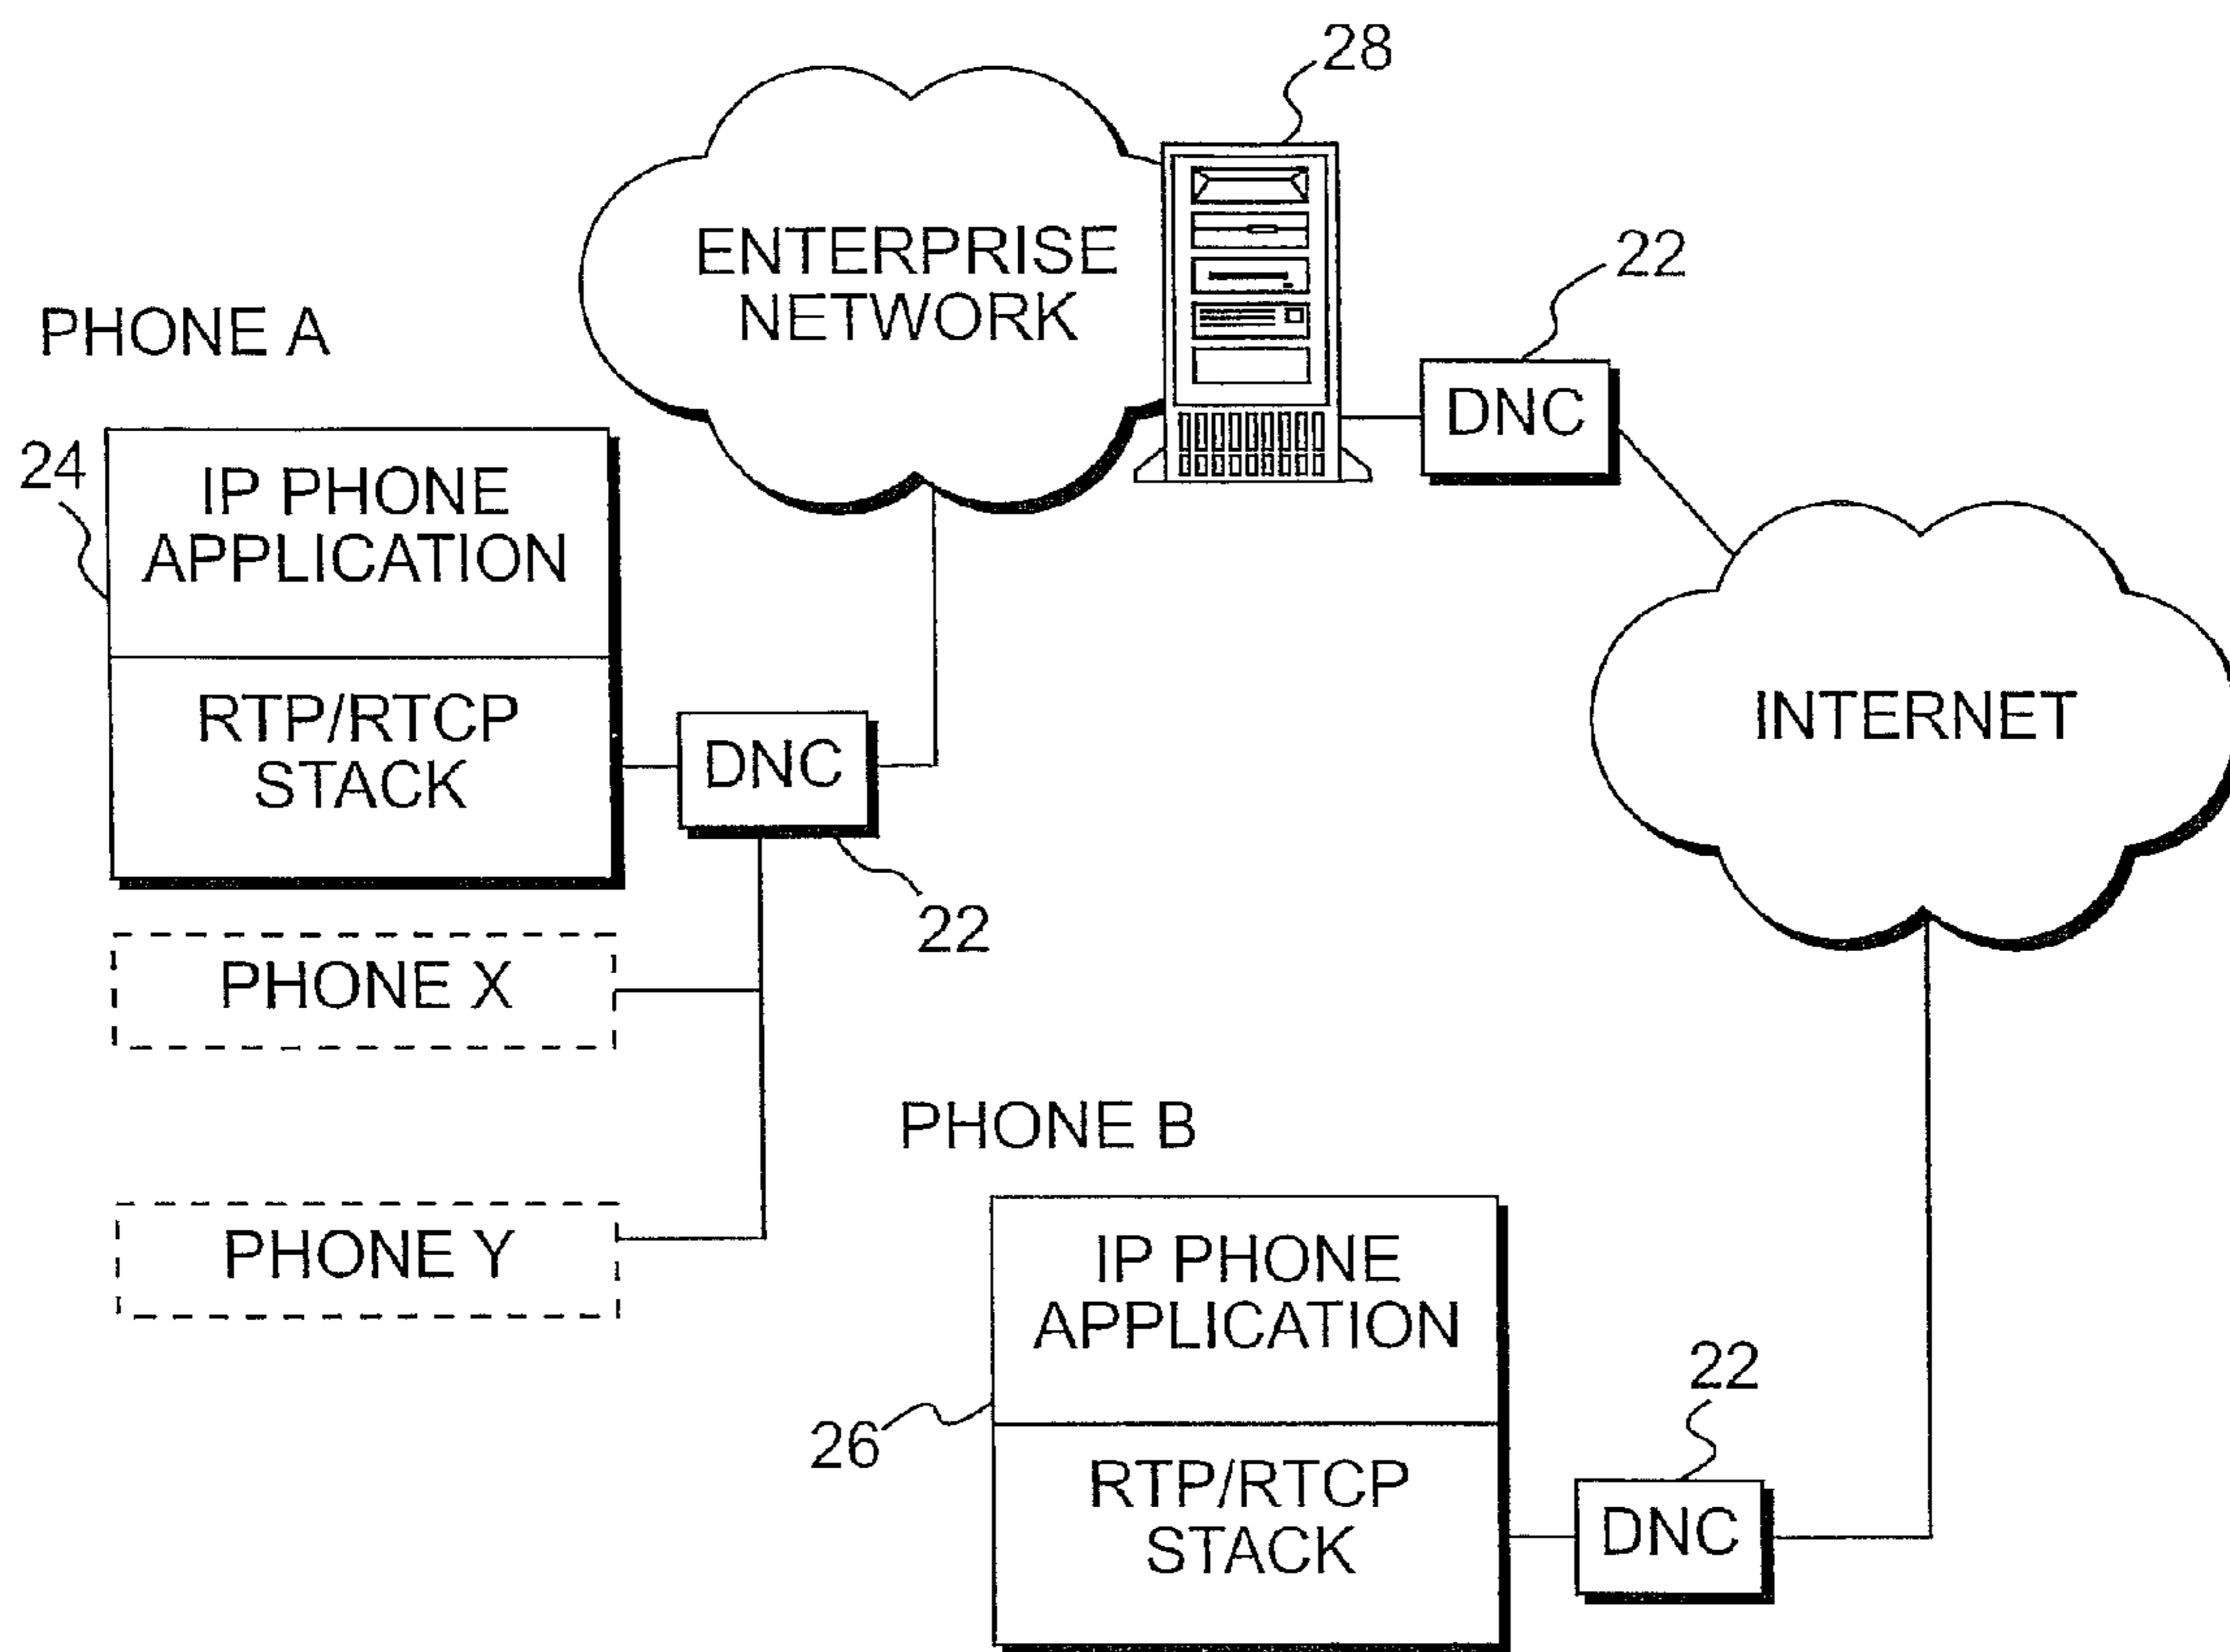 28
ENTERPRISE
NETWORK
22
DNC
PHONE A
24
IP PHONE
APPLICATION
RTP/RTCP
STACK
DNC
22
INTERNET
PHONE X
PHONE Y
PHONE B
IP PHONE
APPLICATION
26
RTP/RTCP
STACK
22
DNC